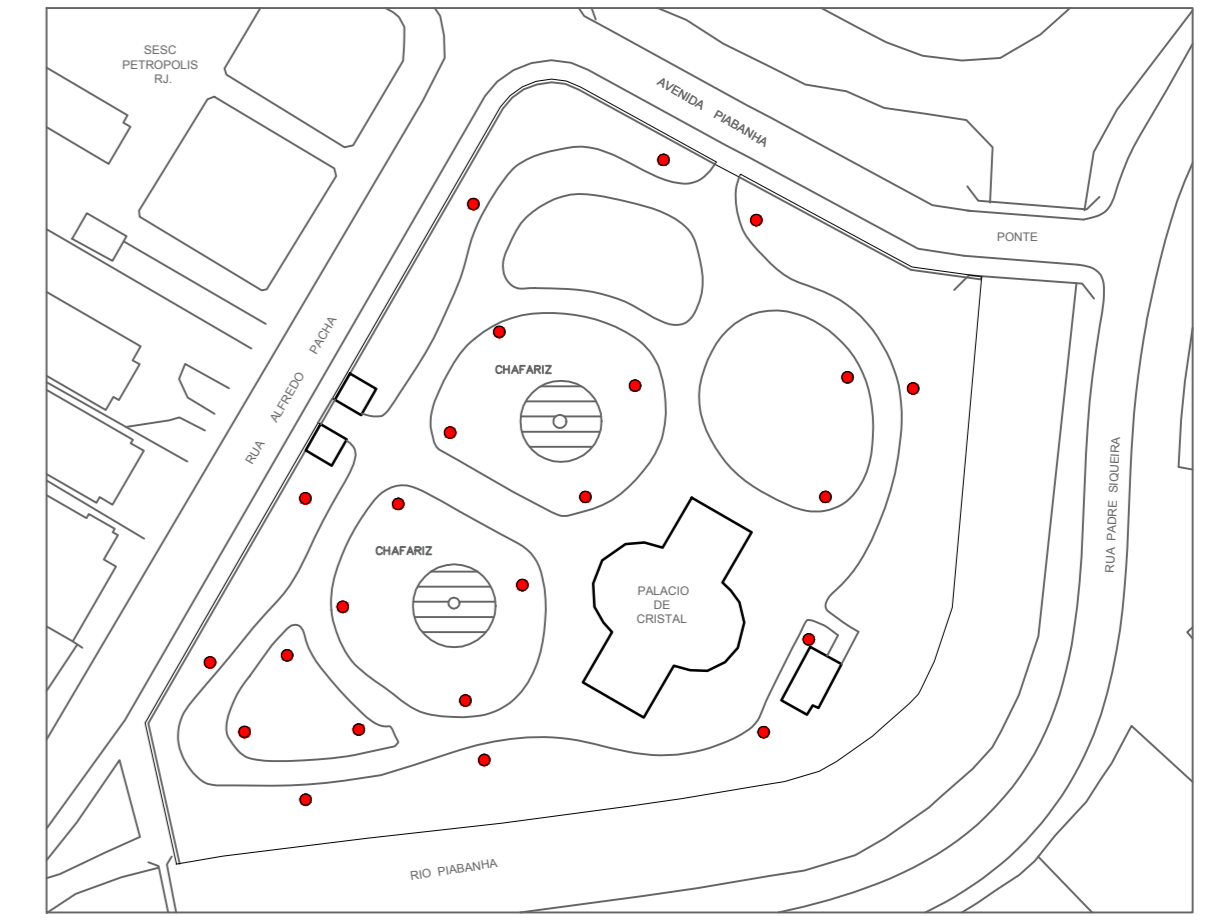 SESC
PETROPOLIS
RJ.
AVENIDA PIABANHA
PONTE
RUA ALFREDO PACHA
CHAFARIZ
RUA PADRE SIQUEIRA
CHAFARIZ
PALACIO
DE
CRISTAL
RIO PIABANHA